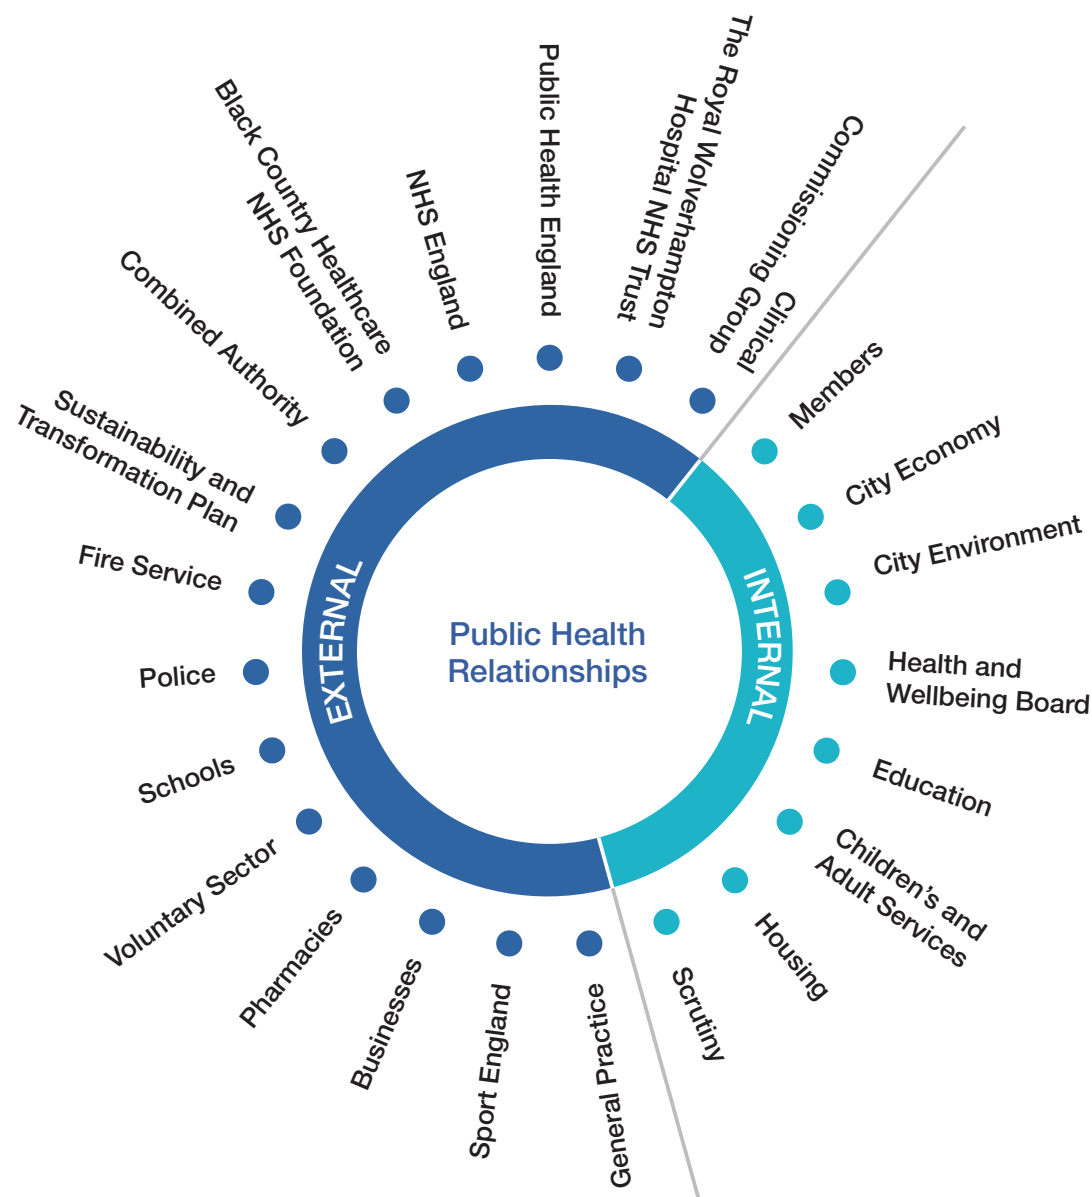 Public Health
Relationships
EXTERNAL
INTERNAL
Public Health England
The Royal Wolverhampton
Hospital NHS Trust
Clinical
Commissioning Group
Members
City Economy
City Environment
Health and
Wellbeing Board
Education
Children's and
Adult Services
Housing
Scrutiny
General Practice
Sport England
Businesses
Pharmacies
Voluntary Sector
Schools
Police
Fire Service
Sustainability and
Transformation Plan
Combined Authority
Black Country Healthcare
NHS Foundation
NHS England